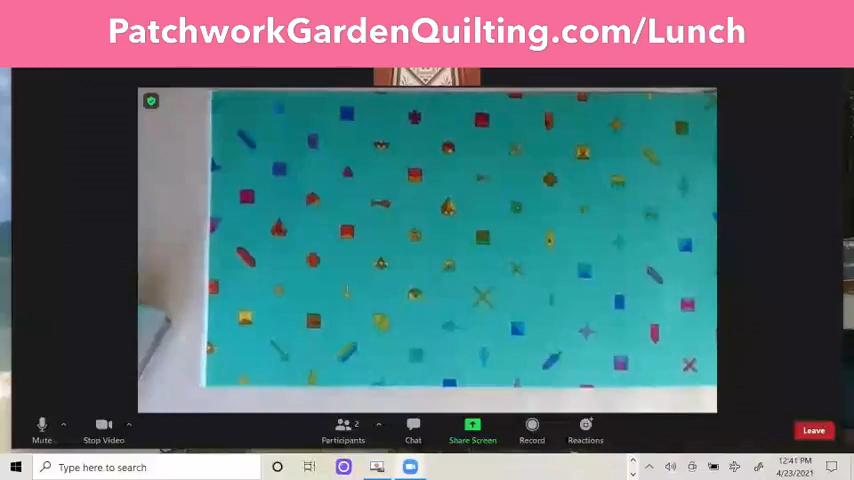 PatchworkGardenQuilting.com/Lunch
Mute
Stop Video
2
Participants
Chat
Share Screen
Record
Reactions
Leave
Type here to search
12:41 PM
4/23/2021